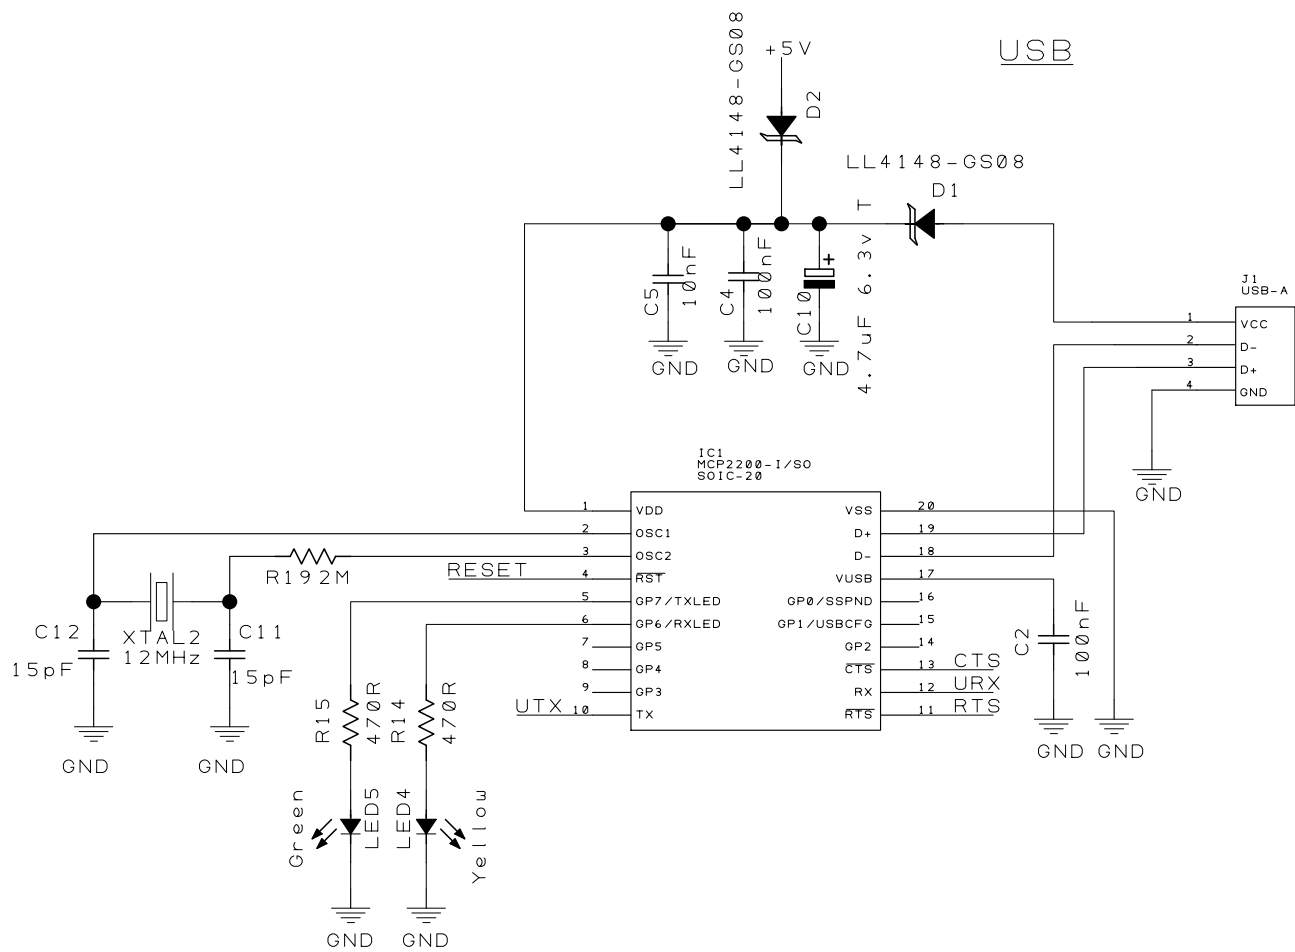 USB
+5V
LL4148-GS08
D2
LL4148-GS08
D1
C5
10nF
C4
100nF
C10
+
4.7uF 6.3v T
GND
GND
GND
J1
USB-A
1 VCC
2 D-
3 D+
4 GND
GND
IC1
MCP2200-I/SO
SOIC-20
1 VDD VSS 20
2 OSC1 D+ 19
3 OSC2 D- 18
RESET 4 RST VUSB 17
5 GP7/TXLED GP0/SSPND 16
6 GP6/RXLED GP1/USBCFG 15
7 GP5 GP2 14
8 GP4 CTS 13 CTS
9 GP3 RX 12 URX
UTX 10 TX RTS 11 RTS
R19 2M
C12
15pF
XTAL2
12MHz
C11
15pF
GND
GND
R15
470R
R14
470R
C2
100nF
GND
GND
Green
LED5
LED4
Yellow
GND
GND